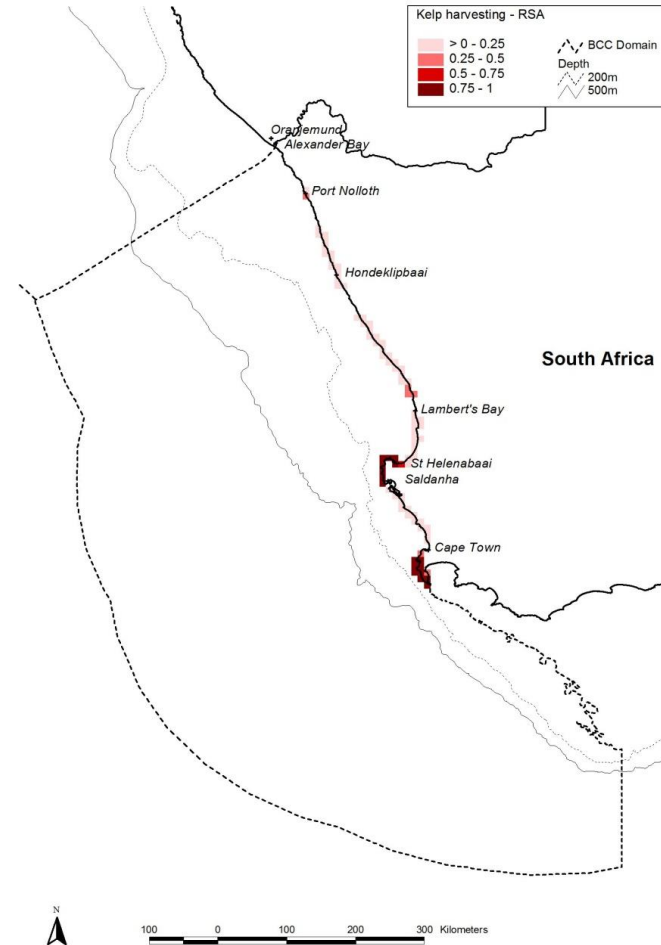 Kelp harvesting - RSA
> 0 - 0.25
0.25 - 0.5
0.5 - 0.75
0.75 - 1
BCC Domain
Depth
200m
500m
Oranjemund
Alexander Bay
Port Nolloth
Hondeklipbaai
South Africa
Lambert's Bay
St Helenabaai
Saldanha
Cape Town
N
100 0 100 200 300 Kilometers